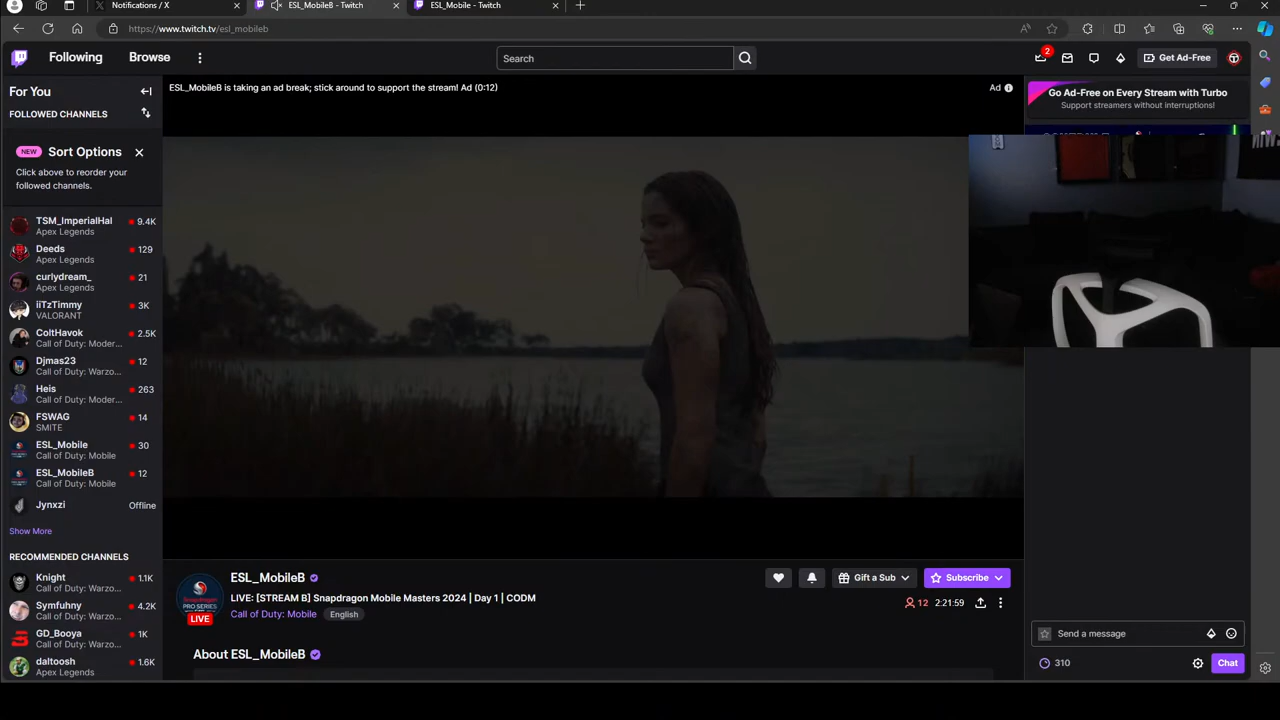 Notifications / X
ESL_MobileB - Twitch
ESL_Mobile - Twitch
https://www.twitch.tv/esl_mobileb
Following
Browse
Search
2
Get Ad-Free
For You
FOLLOWED CHANNELS
NEW
Sort Options
Click above to reorder your
followed channels.
TSM_ImperialHal
9.4K
Apex Legends
Deeds
129
Apex Legends
curlydream_
21
Apex Legends
iiTzTimmy
3K
VALORANT
ColtHavok
2.5K
Call of Duty: Moder...
Djmas23
12
Call of Duty: Warzo...
Heis
263
Call of Duty: Moder...
FSWAG
14
SMITE
ESL_Mobile
30
Call of Duty: Mobile
ESL_MobileB
12
Call of Duty: Mobile
Jynxzi
Offline
Show More
RECOMMENDED CHANNELS
Knight
1.1K
Call of Duty: Warzo...
Symfuhny
4.2K
Call of Duty: Warzo...
GD_Booya
1K
Call of Duty: Warzo...
daltoosh
1.6K
Apex Legends
ESL_MobileB is taking an ad break; stick around to support the stream! Ad (0:12)
Ad
Go Ad-Free on Every Stream with Turbo
Support streamers without interruptions!
Snapdragon
PRO SERIES
LIVE
ESL_MobileB
LIVE: [STREAM B] Snapdragon Mobile Masters 2024 | Day 1 | CODM
Call of Duty: Mobile
English
Gift a Sub
Subscribe
12
2:21:59
About ESL_MobileB
Send a message
310
Chat